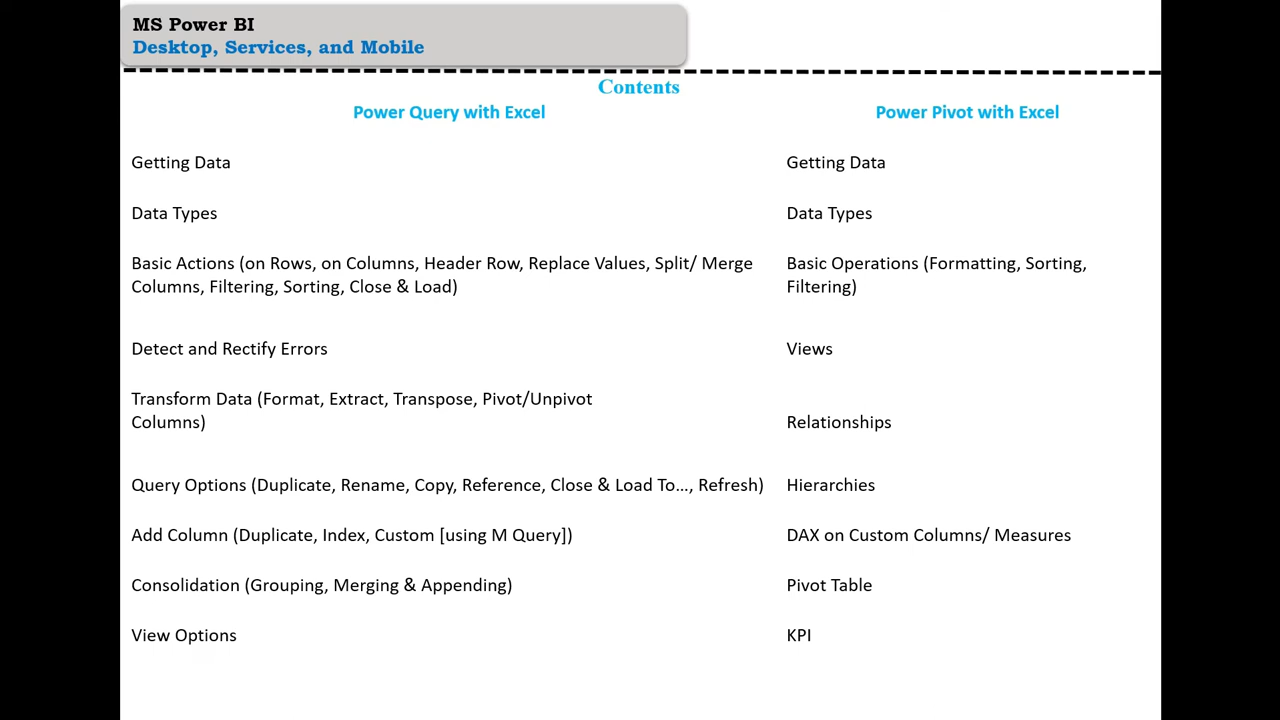 MS Power BI
Desktop, Services, and Mobile
Contents
Power Query with Excel
Getting Data
Data Types
Basic Actions (on Rows, on Columns, Header Row, Replace Values, Split/ Merge
Columns, Filtering, Sorting, Close & Load)
Detect and Rectify Errors
Transform Data (Format, Extract, Transpose, Pivot/Unpivot
Columns)
Query Options (Duplicate, Rename, Copy, Reference, Close & Load To..., Refresh)
Add Column (Duplicate, Index, Custom [using M Query])
Consolidation (Grouping, Merging & Appending)
View Options
Power Pivot with Excel
Getting Data
Data Types
Basic Operations (Formatting, Sorting,
Filtering)
Views
Relationships
Hierarchies
DAX on Custom Columns/ Measures
Pivot Table
KPI